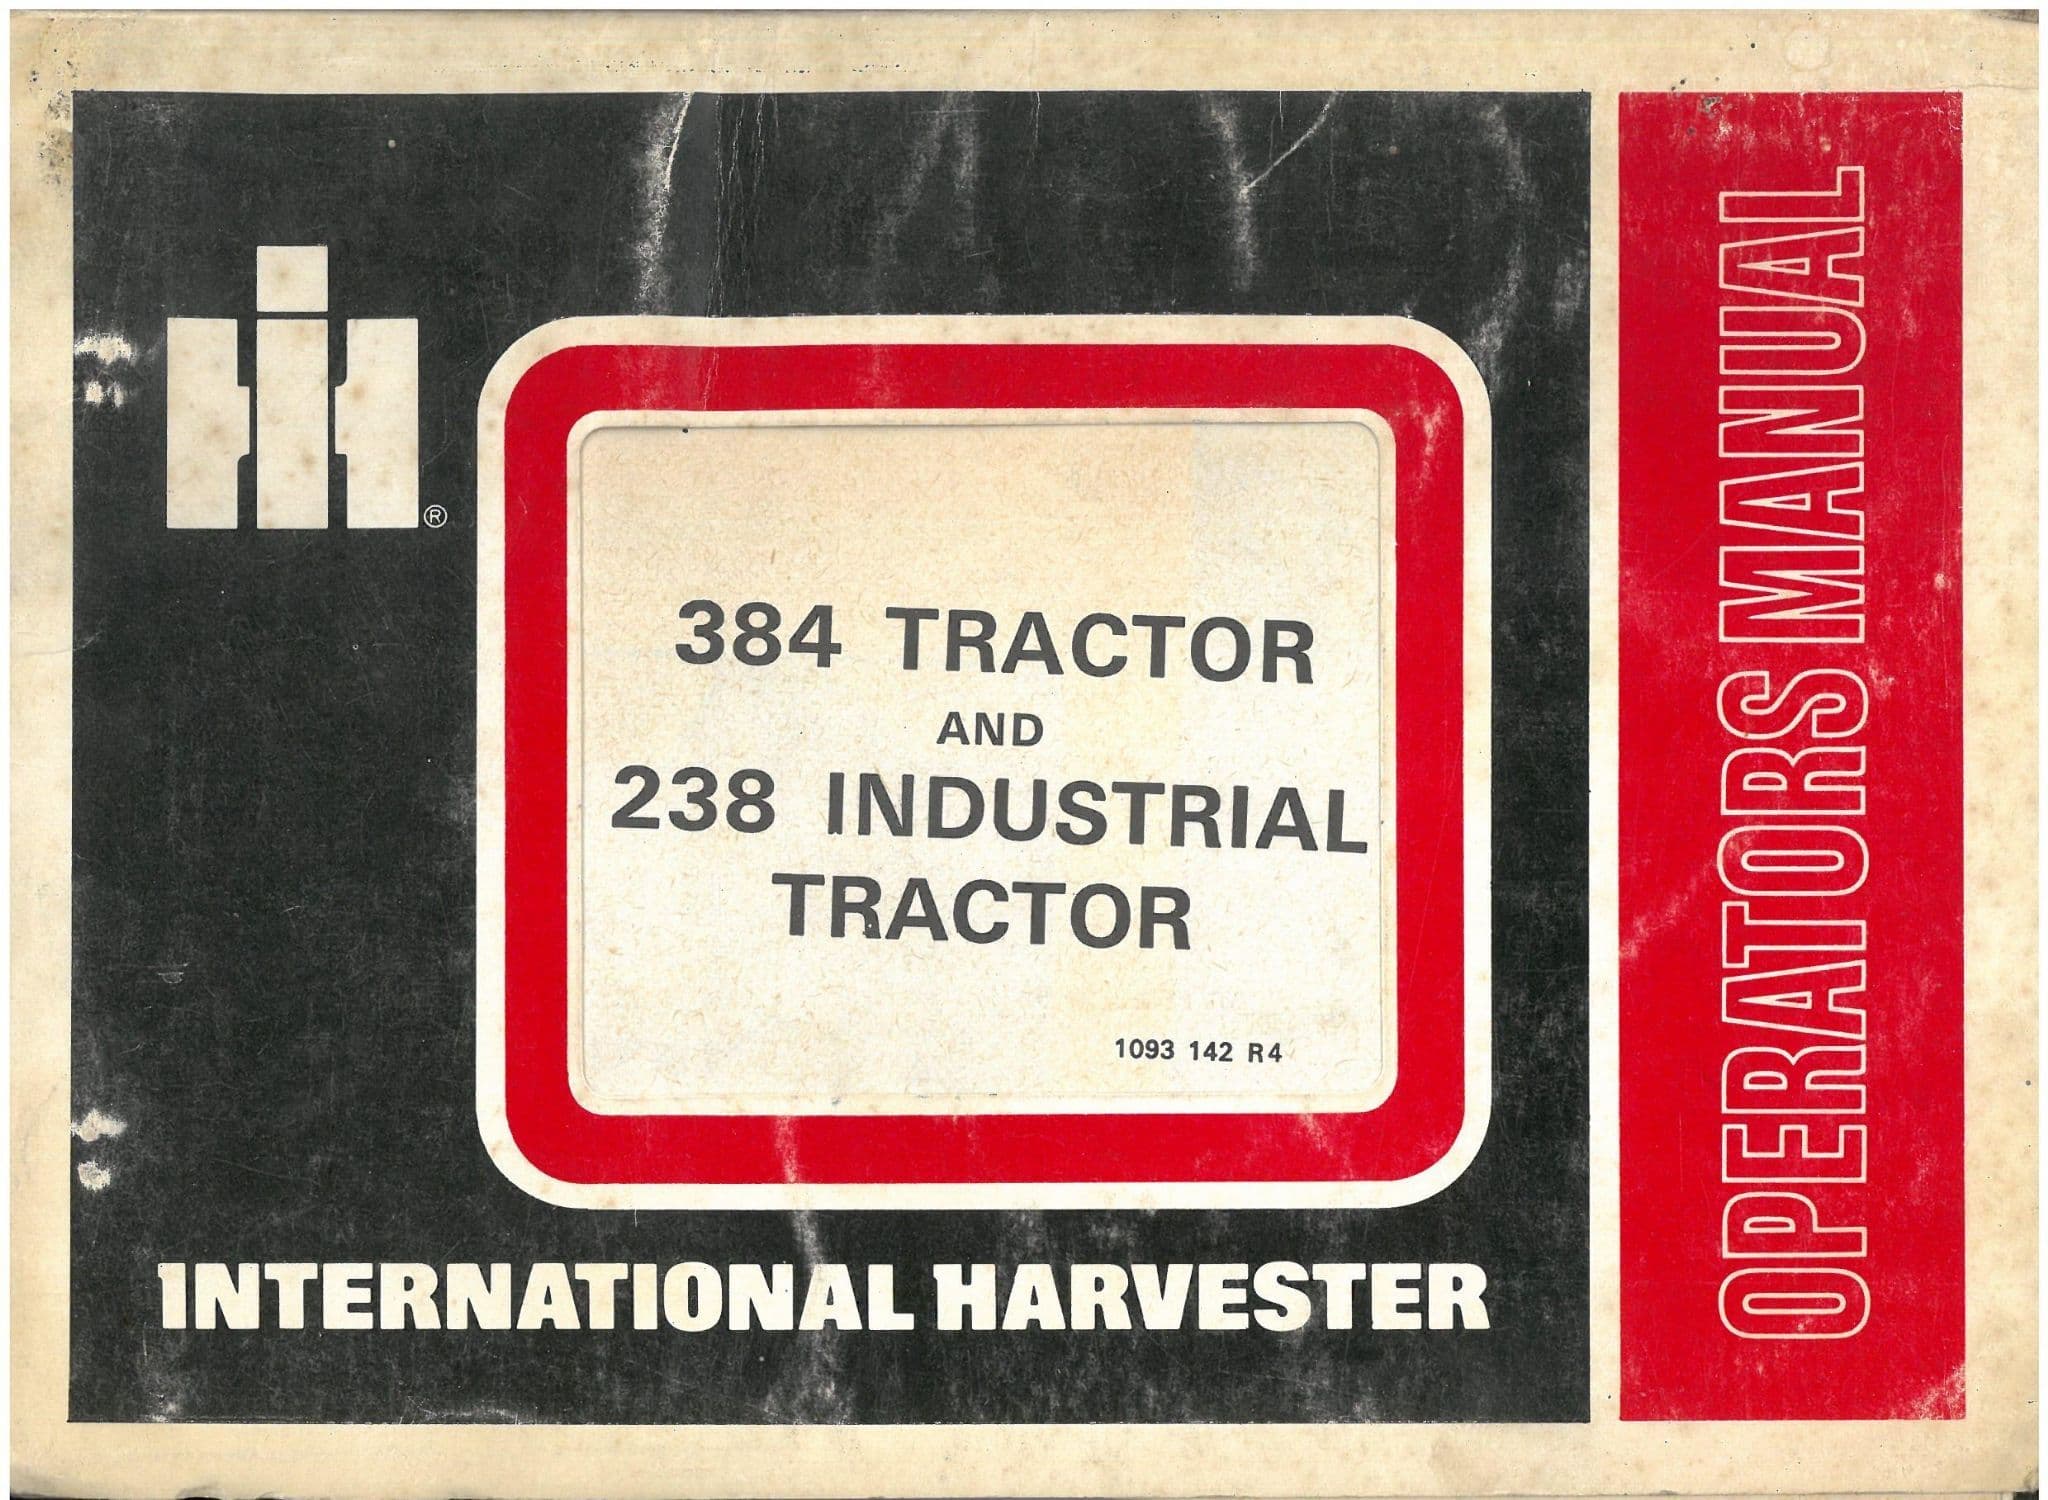 ®
384 TRACTOR
AND
238 INDUSTRIAL
TRACTOR
1093 142 R4
INTERNATIONAL HARVESTER
OPERATORS MANUAL